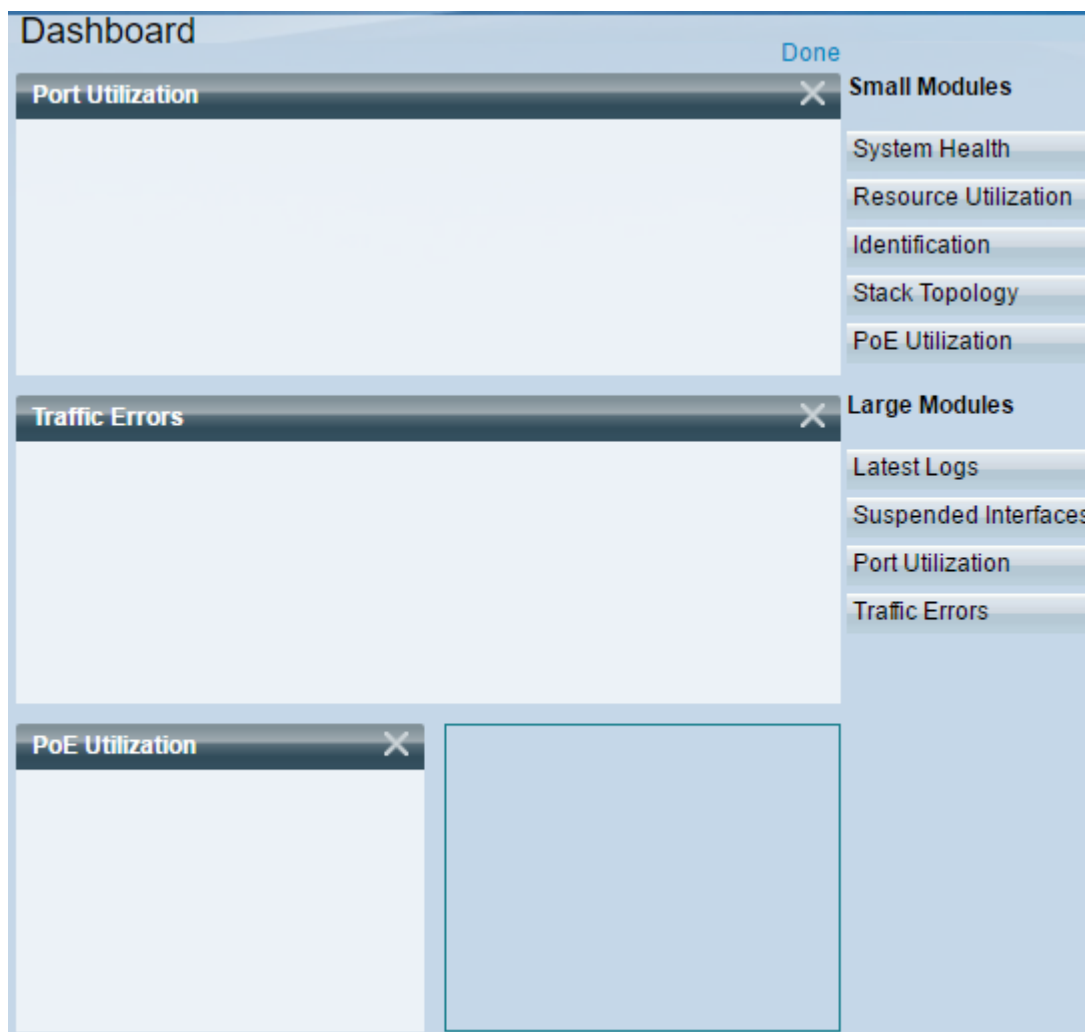 Dashboard
Done
Port Utilization
Traffic Errors
PoE Utilization
Small Modules
System Health
Resource Utilization
Identification
Stack Topology
PoE Utilization
Large Modules
Latest Logs
Suspended Interfaces
Port Utilization
Traffic Errors